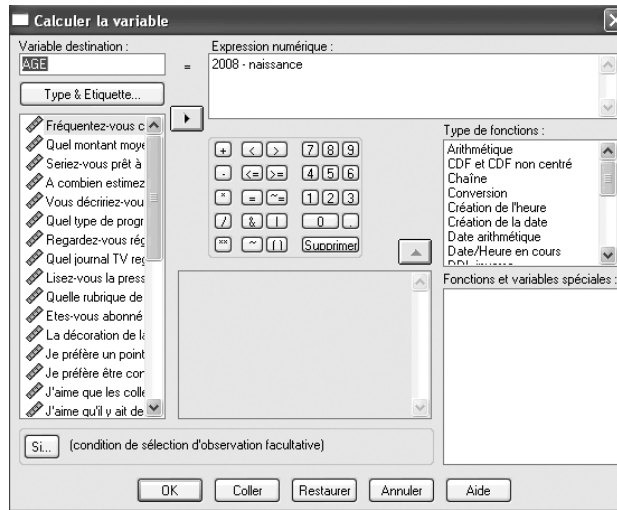 Calculer la variable
Variable destination :
AGE
=
Expression numérique :
2008 - naissance
Type & Etiquette...
Fréquentez-vous c
Quel montant moye
Seriez-vous prêt à
A combien estimez
Vous décririez-vou
Quel type de progr
Regardez-vous rég
Quel journal TV reg
Lisez-vous la press
Quelle rubrique de
Etes-vous abonné
La décoration de la
Je préfère un point
Je préfère être cor
J'aime que les colle
J'aime qu'il y ait de
+ < > 7 8 9
- <= >= 4 5 6
* = ~= 1 2 3
/ & | 0 .
** ~ () Supprimer
Type de fonctions :
Arithmétique
CDF et CDF non centré
Chaîne
Conversion
Création de l'heure
Création de la date
Date arithmétique
Date/Heure en cours
Fonctions et variables spéciales :
Si... (condition de sélection d'observation facultative)
OK Coller Restaurer Annuler Aide